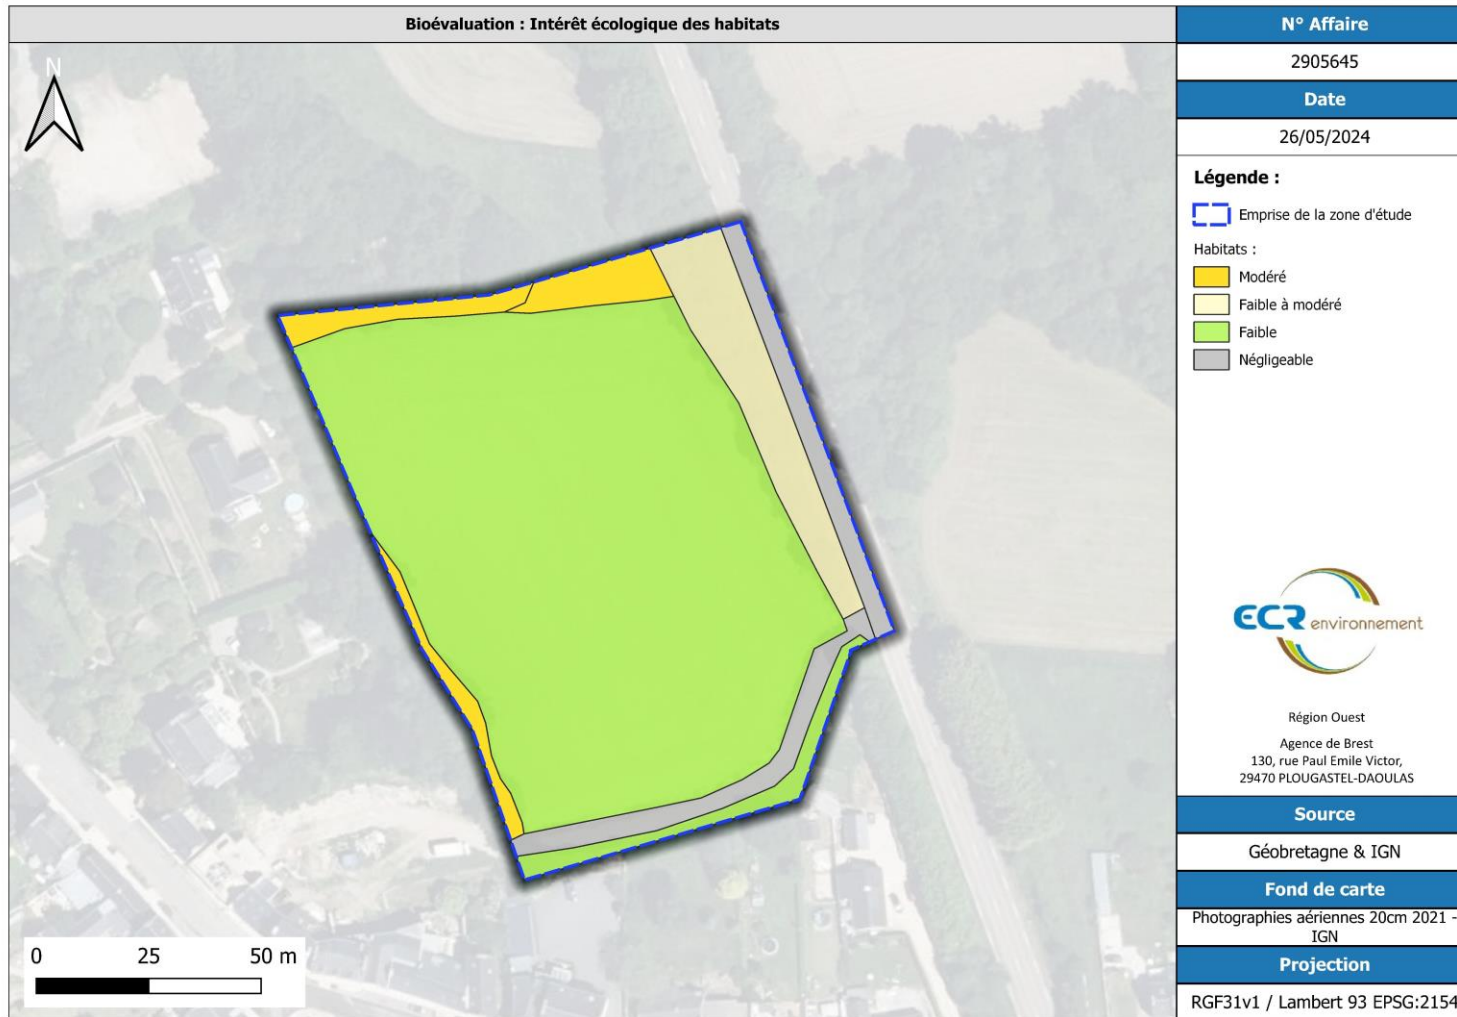 Bioévaluation : Intérêt écologique des habitats
N
0 25 50 m
N° Affaire
2905645
Date
26/05/2024
Légende :
Emprise de la zone d'étude
Habitats :
Modéré
Faible à modéré
Faible
Négligeable
ECR environnement
Région Ouest
Agence de Brest
130, rue Paul Emile Victor,
29470 PLOUGASTEL-DAOULAS
Source
Géobretagne & IGN
Fond de carte
Photographies aériennes 20cm 2021 -
IGN
Projection
RGF31v1 / Lambert 93 EPSG:2154